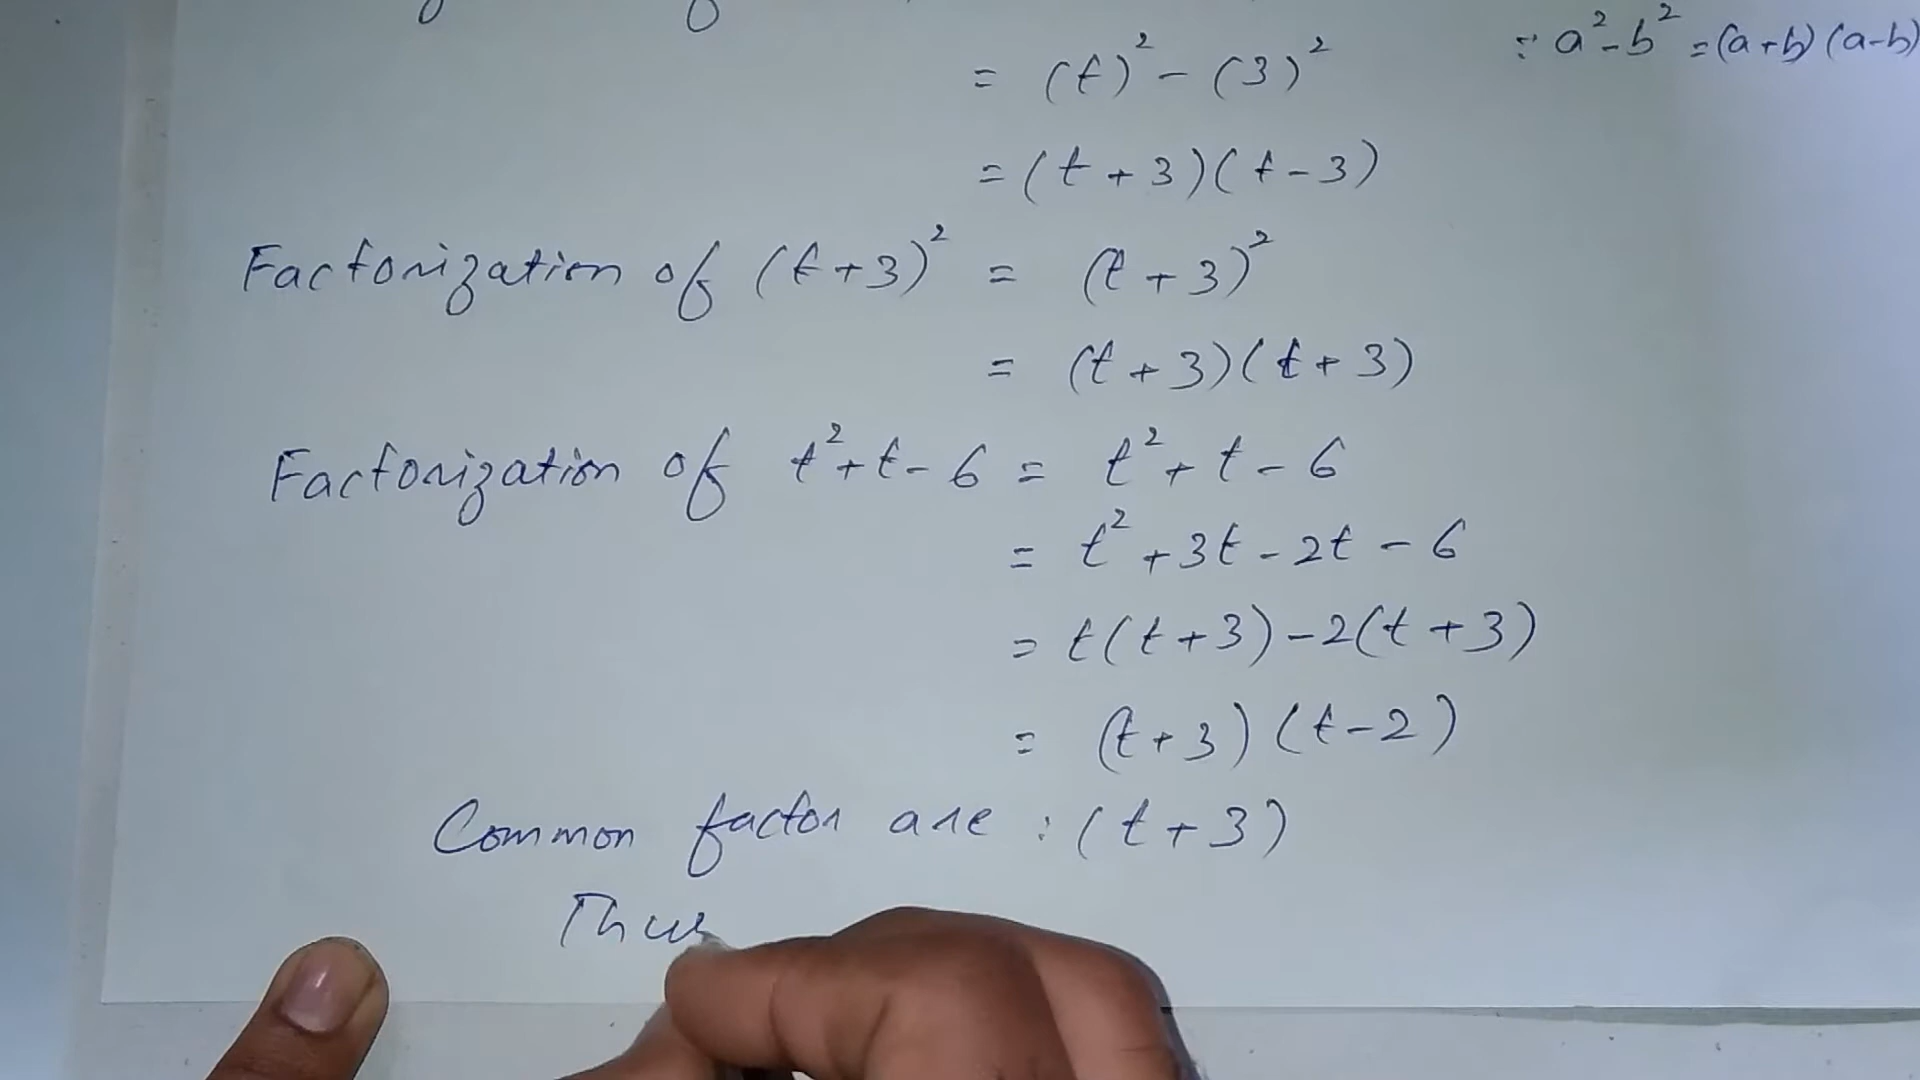 = (t)² - (3)² ∵ a² - b² = (a+b) (a-b)
= (t + 3)(t - 3)
Factorization of (t+3)² = (t + 3)²
= (t + 3)(t + 3)
Factorization of t² + t - 6 = t² + t - 6
= t² + 3t - 2t - 6
= t(t + 3) - 2(t + 3)
= (t + 3) (t - 2)
Common factor are : (t + 3)
Thus